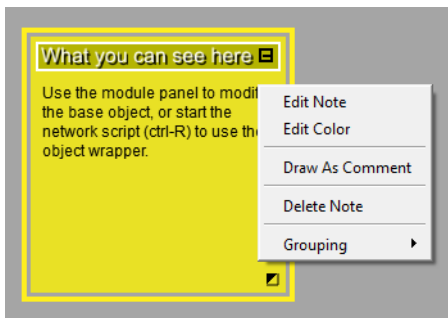 What you can see here
Use the module panel to modif
the base object, or start the
network script (ctrl-R) to use th
object wrapper.
Edit Note
Edit Color
Draw As Comment
Delete Note
Grouping